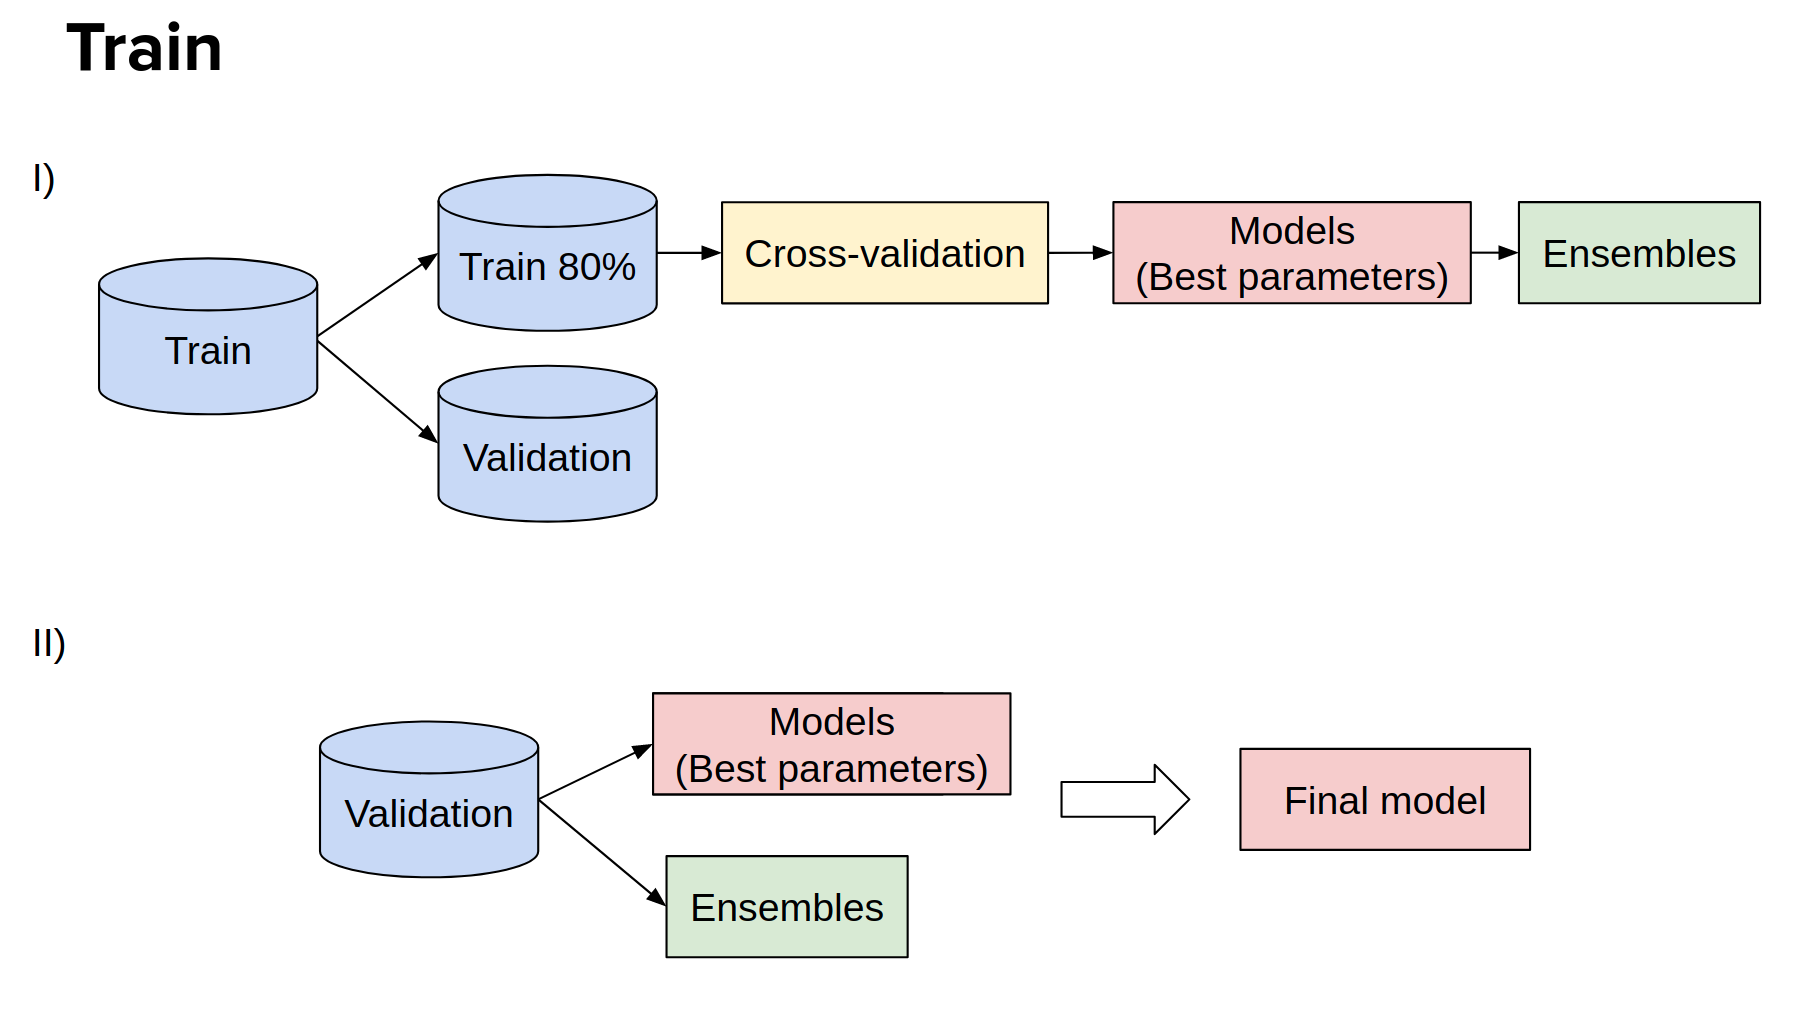 Train
I)
Train
Train 80%
Validation
Cross-validation
Models
(Best parameters)
Ensembles
II)
Validation
Models
(Best parameters)
Ensembles
Final model